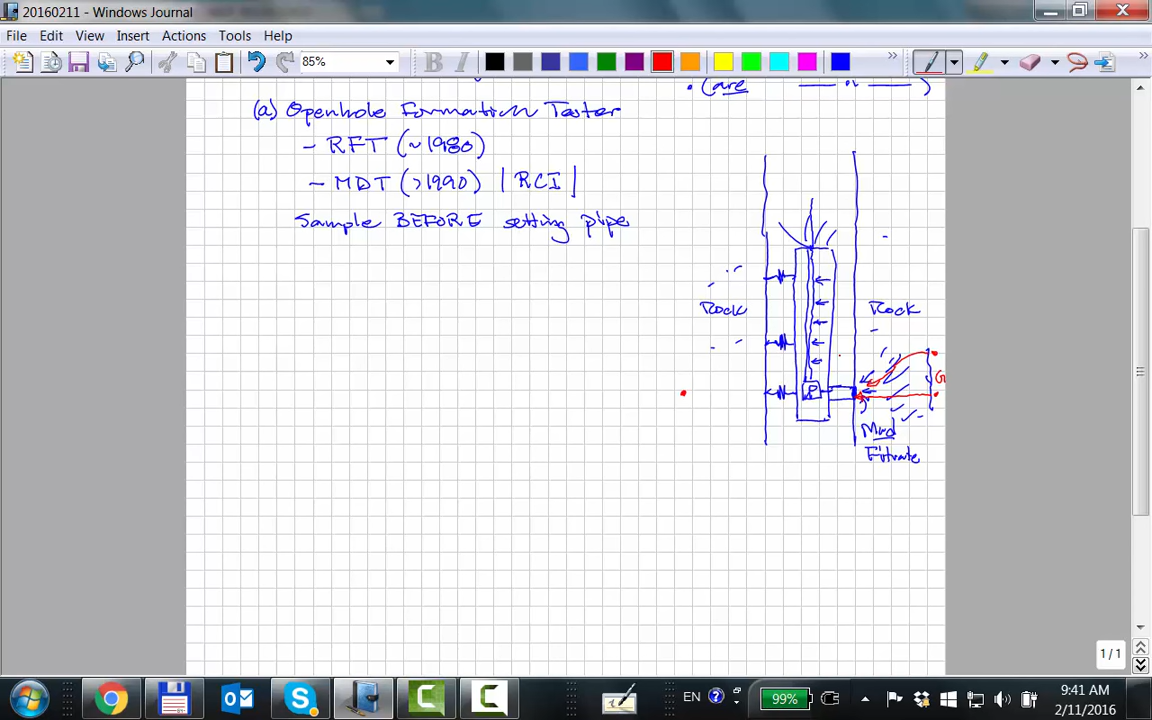 20160211 - Windows Journal
File Edit View Insert Actions Tools Help
85%
B I
• (are
(a) Openhole Formation Tester
- RFT (~1980)
- MDT (>1990) | RCI |
Sample BEFORE setting pipe
Rock Rock
P
G
Mud
Filtrate
1 / 1
EN
99%
9:41 AM
2/11/2016